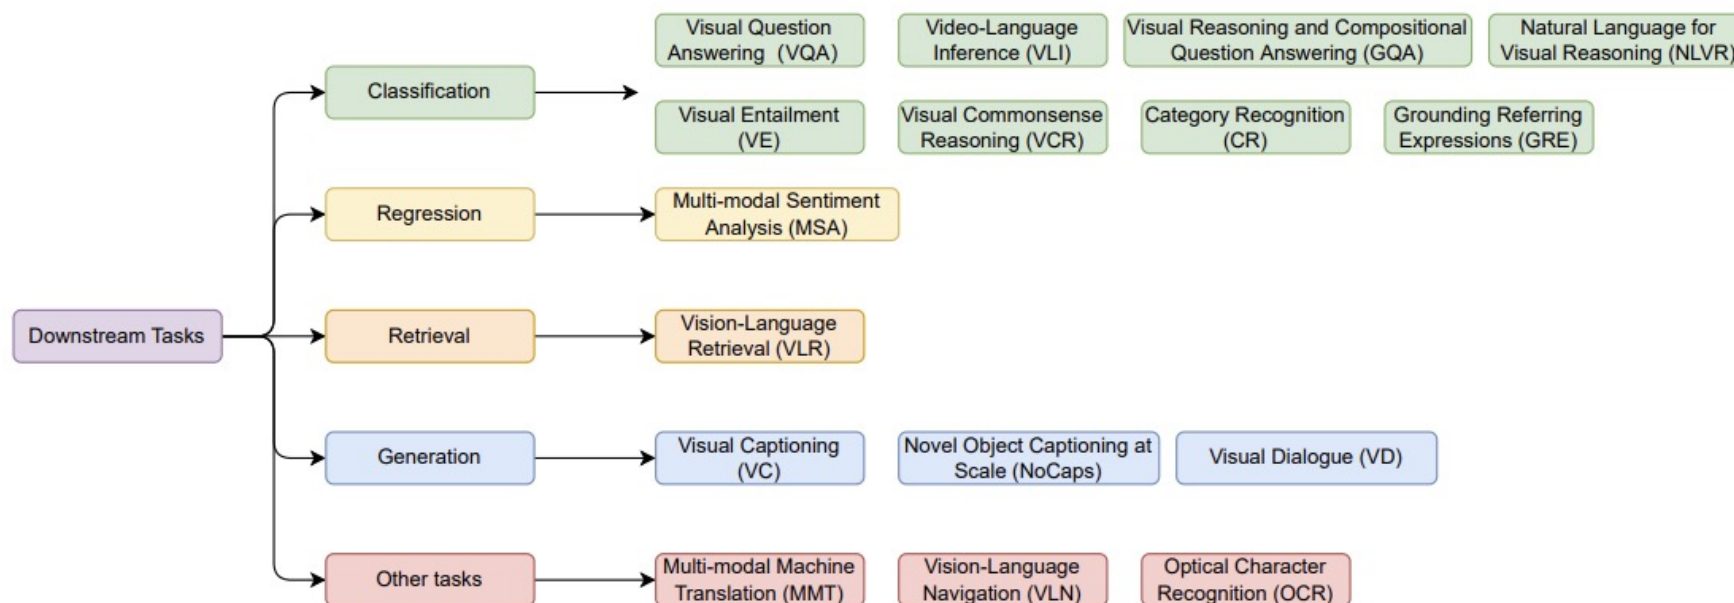 Downstream Tasks
Classification
Visual Question
Answering (VQA)
Video-Language
Inference (VLI)
Visual Reasoning and Compositional
Question Answering (GQA)
Natural Language for
Visual Reasoning (NLVR)
Visual Entailment
(VE)
Visual Commonsense
Reasoning (VCR)
Category Recognition
(CR)
Grounding Referring
Expressions (GRE)
Regression
Multi-modal Sentiment
Analysis (MSA)
Retrieval
Vision-Language
Retrieval (VLR)
Generation
Visual Captioning
(VC)
Novel Object Captioning at
Scale (NoCaps)
Visual Dialogue (VD)
Other tasks
Multi-modal Machine
Translation (MMT)
Vision-Language
Navigation (VLN)
Optical Character
Recognition (OCR)